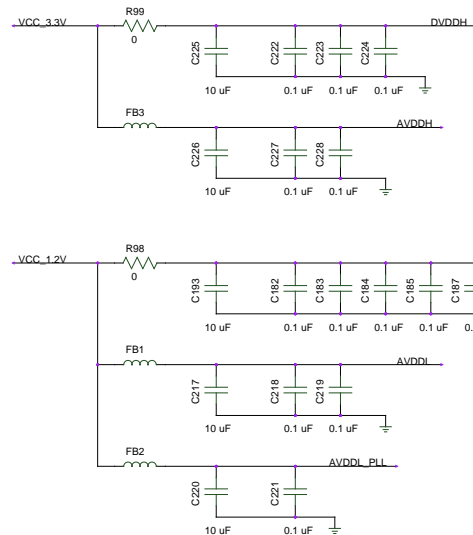 R99
VCC_3.3V
DVDDH
0
C225
C222
C223
C224
10 uF
0.1 uF
0.1 uF
0.1 uF
FB3
AVDDH
C226
C227
C228
10 uF
0.1 uF
0.1 uF
R98
VCC_1.2V
0
C193
C182
C183
C184
C185
C187
10 uF
0.1 uF
0.1 uF
0.1 uF
0.1 uF
FB1
AVDDL
C217
C218
C219
10 uF
0.1 uF
0.1 uF
FB2
AVDDL_PLL
C220
C221
10 uF
0.1 uF